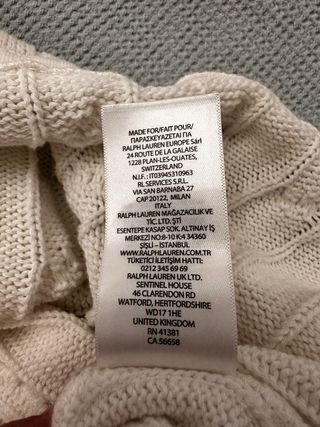 MADE FOR/FAIT POUR/
ΠΑΡΑΣΚΕΥΑΖΕΤΑΙ ΓΙΑ
RALPH LAUREN EUROPE Sàrl
24 ROUTE DE LA GALAISE
1228 PLAN-LES-OUATES,
SWITZERLAND
N.I.F.: IT03945310963
RL SERVICES S.R.L.
VIA SAN BARNABA 27
CAP 20122, MILAN
ITALY
RALPH LAUREN MAĞAZACILIK VE
TİC. LTD. ŞTİ
ESENTEPE KASAP SOK. ALTINAY İŞ
MERKEZİ NO:8-10 K:4 34360
ŞİŞLİ – İSTANBUL
WWW.RALPHLAUREN.COM.TR
TÜKETİCİ İLETİŞİM HATTI:
0212 345 69 69
RALPH LAUREN UK LTD.
SENTINEL HOUSE
46 CLARENDON RD
WATFORD, HERTFORDSHIRE
WD17 1HE
UNITED KINGDOM
RN 41381
CA 56658